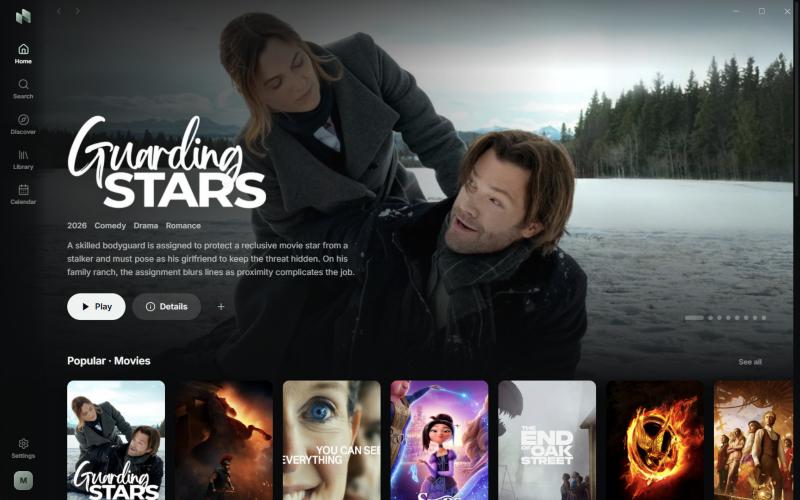 Home
Search
Discover
Library
Calendar
Settings
M
Guarding
STARS
2026 Comedy Drama Romance
A skilled bodyguard is assigned to protect a reclusive movie star from a
stalker and must pose as his girlfriend to keep the threat hidden. On his
family ranch, the assignment blurs lines as proximity complicates the job.
Play
Details
Popular · Movies
See all
Guarding
STARS
YOU CAN SEE
EVERYTHING
THE
END
OF OAK
STREET